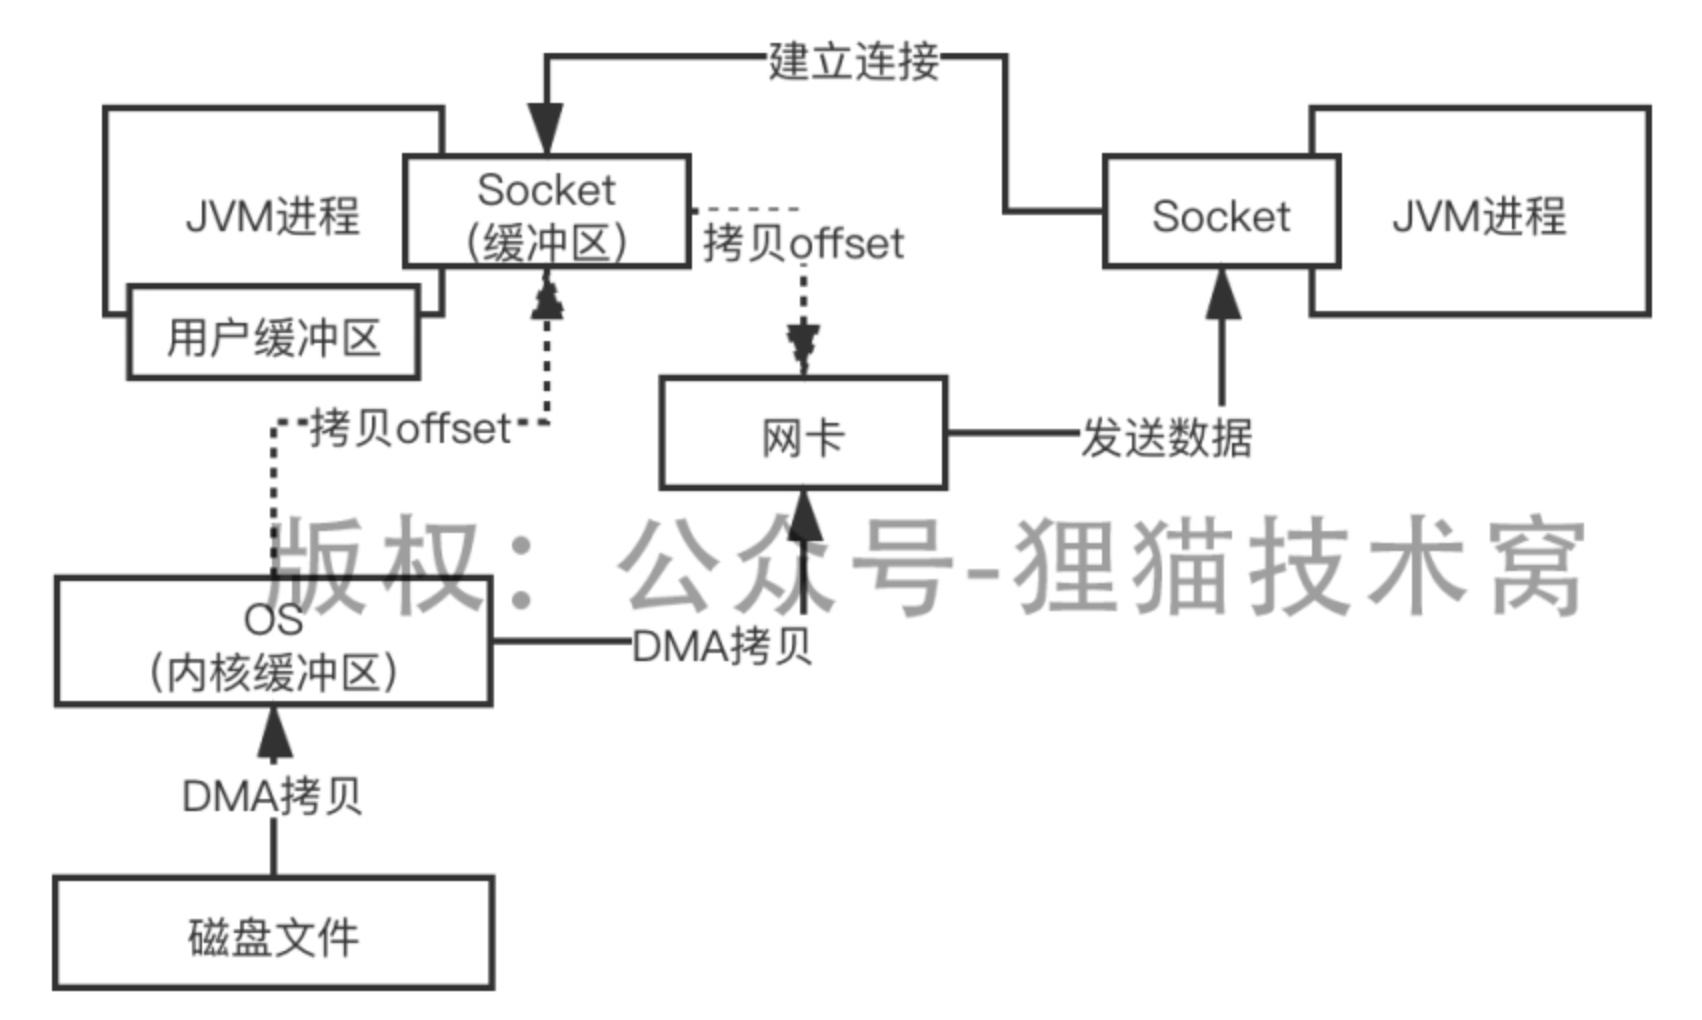 建立连接
JVM进程
Socket
(缓冲区)
拷贝offset
Socket
JVM进程
用户缓冲区
拷贝offset
网卡
发送数据
版权：公众号-狸猫技术窝
OS
(内核缓冲区)
DMA拷贝
DMA拷贝
磁盘文件